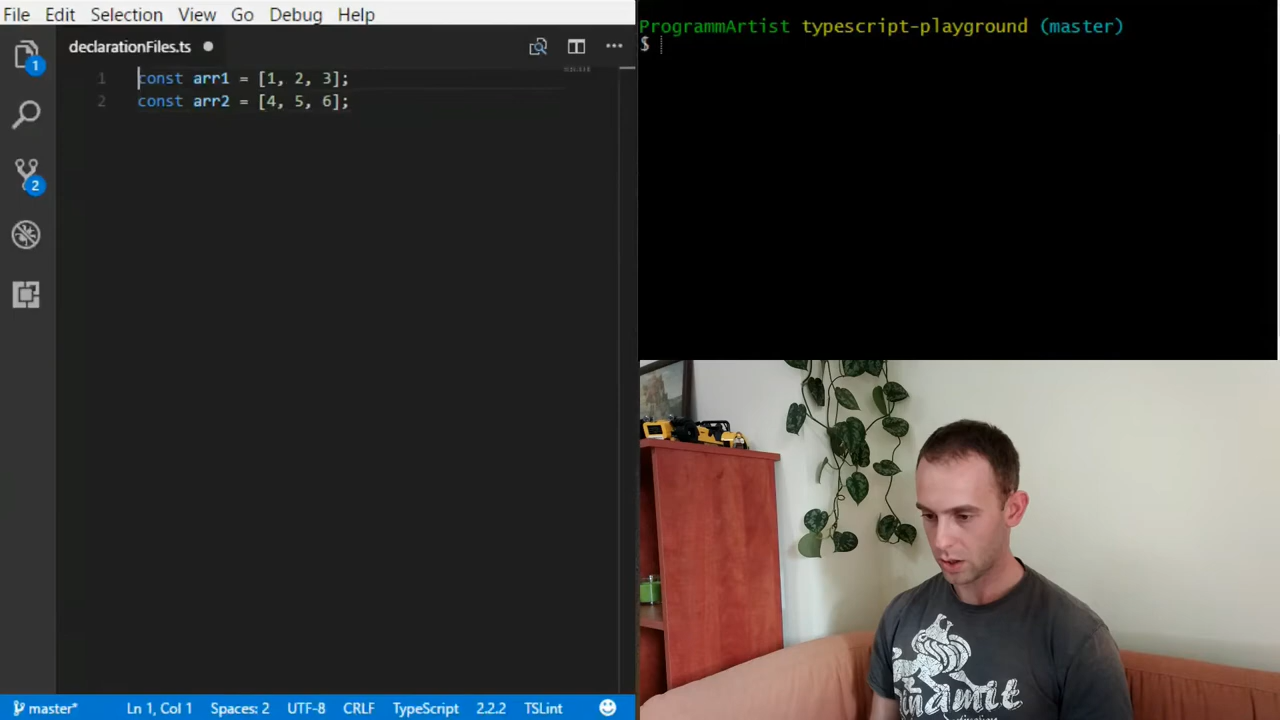 File Edit Selection View Go Debug Help
declarationFiles.ts
1 const arr1 = [1, 2, 3];
2 const arr2 = [4, 5, 6];
1
2
master* Ln 1, Col 1 Spaces: 2 UTF-8 CRLF TypeScript 2.2.2 TSLint
ProgrammArtist typescript-playground (master)
$